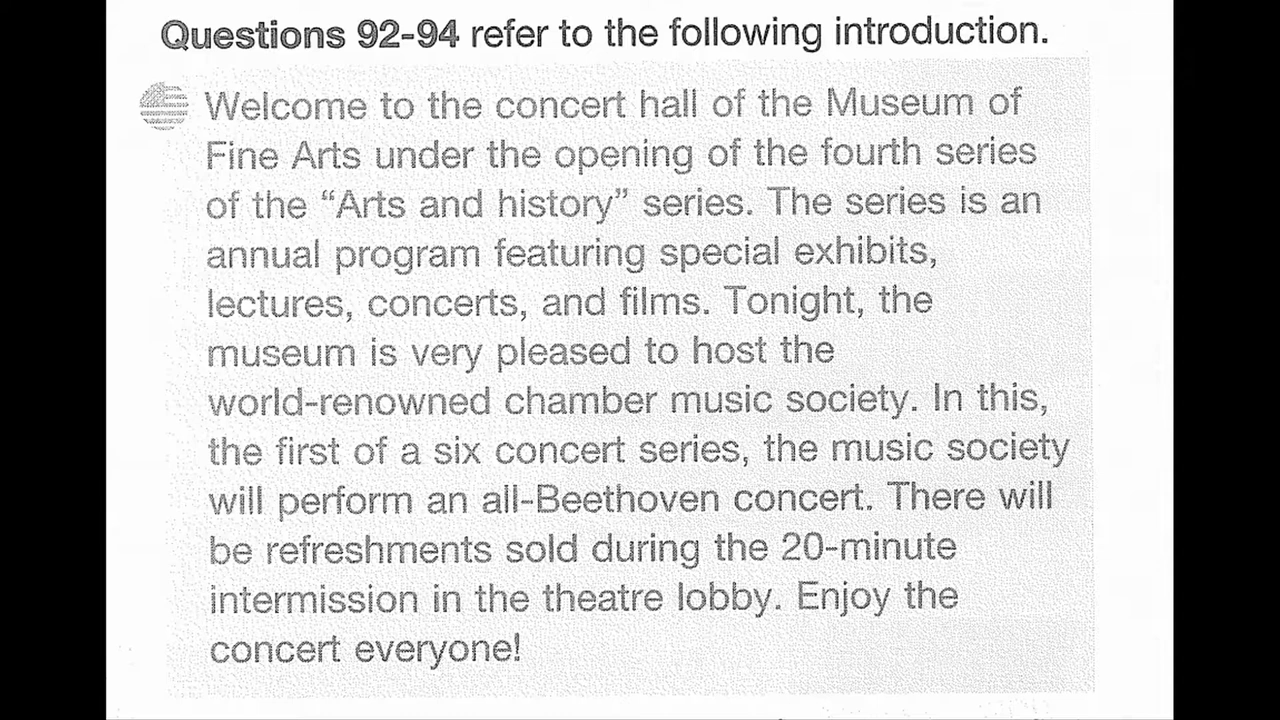 Questions 92-94 refer to the following introduction.
Welcome to the concert hall of the Museum of
Fine Arts under the opening of the fourth series
of the “Arts and history” series. The series is an
annual program featuring special exhibits,
lectures, concerts, and films. Tonight, the
museum is very pleased to host the
world-renowned chamber music society. In this,
the first of a six concert series, the music society
will perform an all-Beethoven concert. There will
be refreshments sold during the 20-minute
intermission in the theatre lobby. Enjoy the
concert everyone!